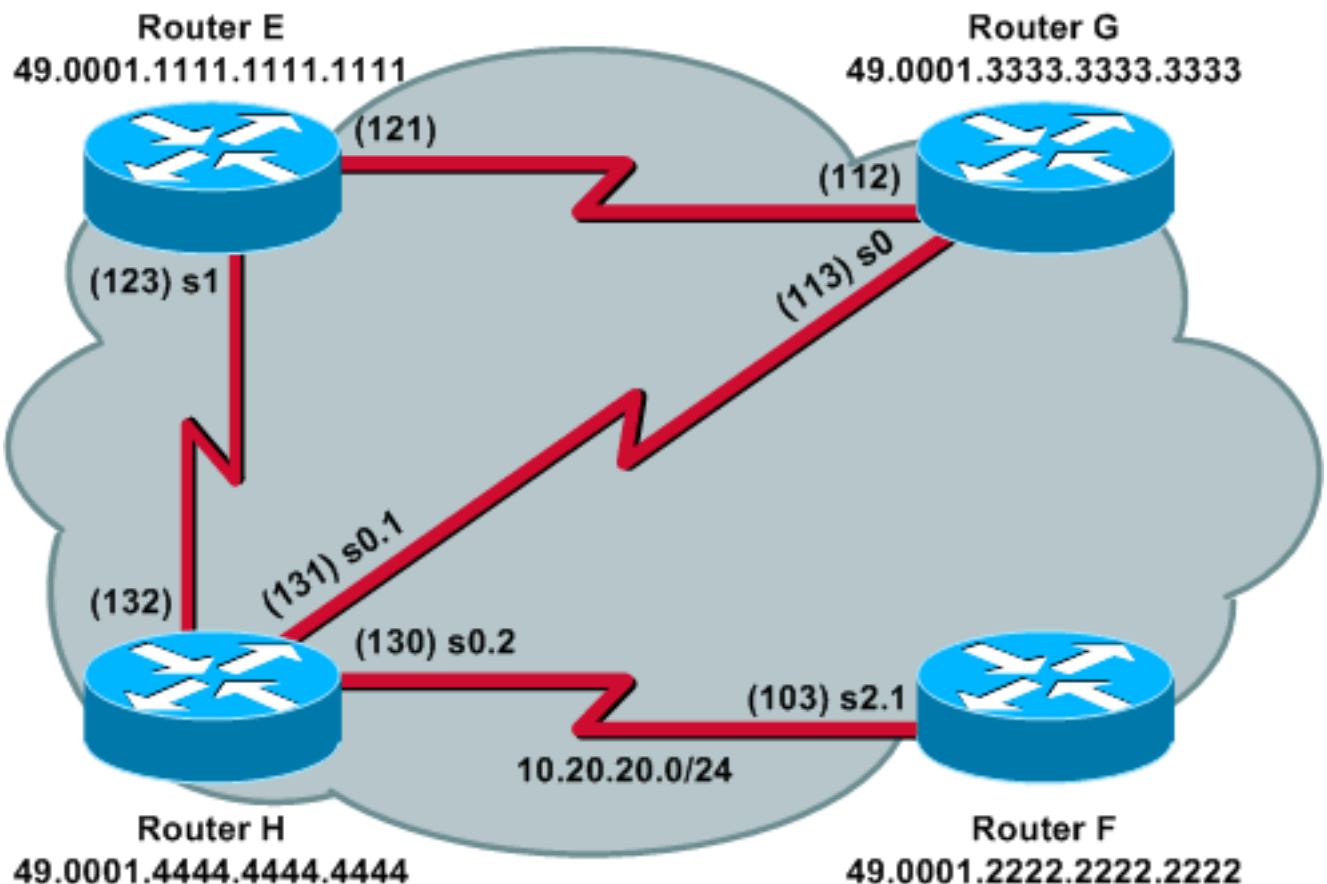 Router E
49.0001.1111.1111.1111
Router G
49.0001.3333.3333.3333
(121)
(112)
(123) s1
(113) s0
(132)
(131) s0.1
(130) s0.2
(103) s2.1
10.20.20.0/24
Router H
49.0001.4444.4444.4444
Router F
49.0001.2222.2222.2222